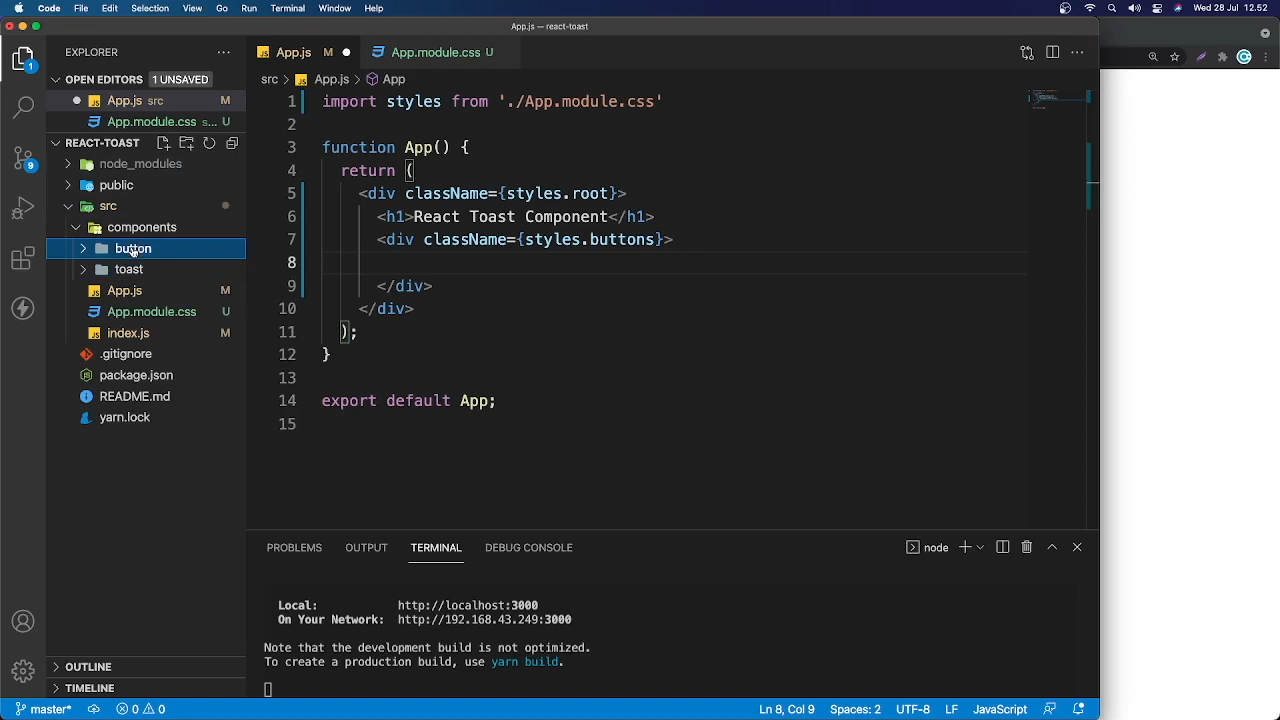 Code File Edit Selection View Go Run Terminal Window Help Wed 28 Jul 12.52
App.js — react-toast
EXPLORER
App.js M
App.module.css U
OPEN EDITORS 1 UNSAVED
src App.js App
App.js src M
App.module.css s... U
REACT-TOAST
node_modules
public
src
components
button
toast
App.js M
App.module.css U
index.js M
.gitignore
package.json
README.md
yarn.lock
OUTLINE
TIMELINE
1 import styles from './App.module.css'
2
3 function App() {
4 return (
5 <div className={styles.root}>
6 <h1>React Toast Component</h1>
7 <div className={styles.buttons}>
8
9 </div>
10 </div>
11 );
12 }
13
14 export default App;
15
PROBLEMS OUTPUT TERMINAL DEBUG CONSOLE node
Local: http://localhost:3000
On Your Network: http://192.168.43.249:3000
Note that the development build is not optimized.
To create a production build, use yarn build.
1
9
master* 0 0 Ln 8, Col 9 Spaces: 2 UTF-8 LF JavaScript